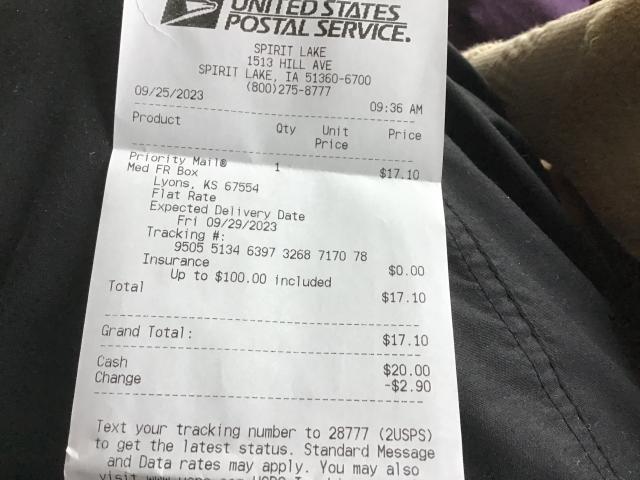 UNITED STATES
POSTAL SERVICE.
SPIRIT LAKE
1513 HILL AVE
SPIRIT LAKE, IA 51360-6700
(800)275-8777
09/25/2023 09:36 AM
Product Qty Unit Price
Price
Priority Mail® 1 $17.10
Med FR Box
Lyons, KS 67554
Flat Rate
Expected Delivery Date
Fri 09/29/2023
Tracking #:
9505 5134 6397 3268 7170 78
Insurance $0.00
Up to $100.00 included
Total $17.10
Grand Total: $17.10
Cash $20.00
Change -$2.90
Text your tracking number to 28777 (2USPS)
to get the latest status. Standard Message
and Data rates may apply. You may also
visit www.usps.com USPS